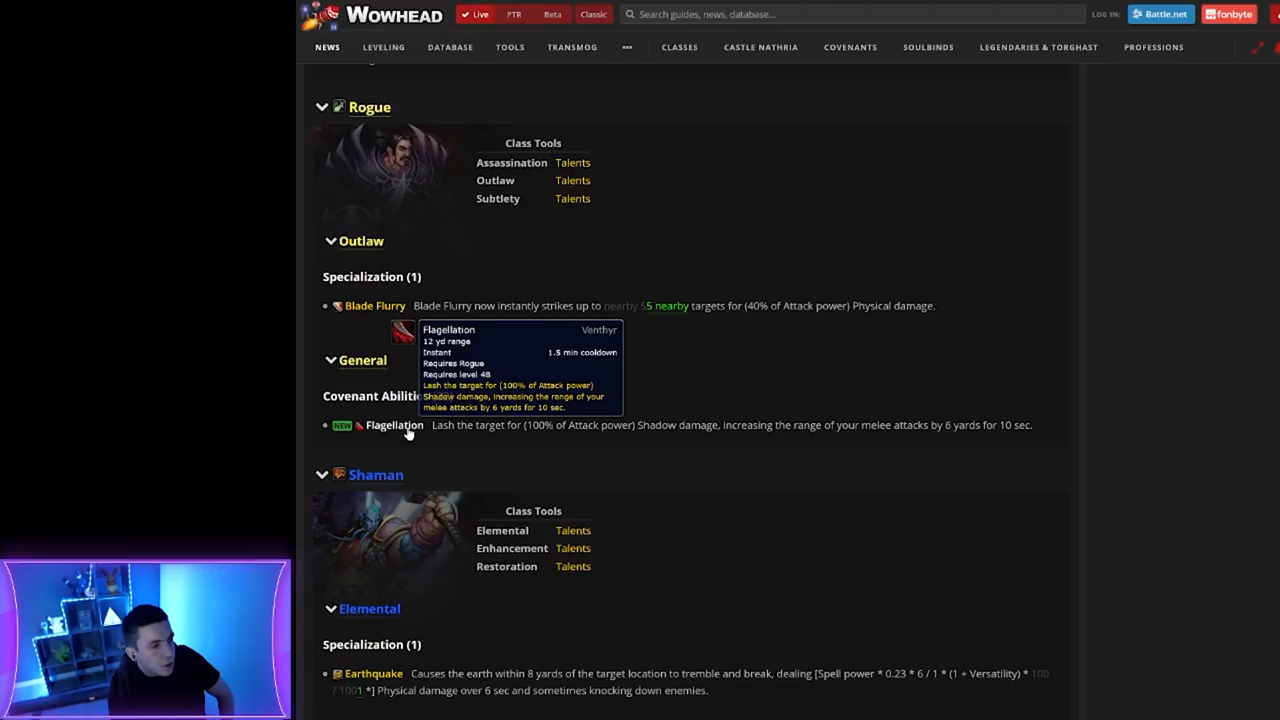 WOWHEAD
Live PTR Beta Classic
Search guides, news, database...
LOG IN: Battle.net fanbyte
NEWS LEVELING DATABASE TOOLS TRANSMOG ••• CLASSES CASTLE NATHRIA COVENANTS SOULBINDS LEGENDARIES & TORGHAST PROFESSIONS
Rogue
Class Tools
Assassination Talents
Outlaw Talents
Subtlety Talents
Outlaw
Specialization (1)
Blade Flurry Blade Flurry now instantly strikes up to nearby 5 5 nearby targets for (40% of Attack power) Physical damage.
Flagellation Venthyr
12 yd range
Instant 1.5 min cooldown
Requires Rogue
Requires level 48
Lash the target for (100% of Attack power)
Shadow damage, increasing the range of your
melee attacks by 6 yards for 10 sec.
General
Covenant Abilitie
NEW Flagellation Lash the target for (100% of Attack power) Shadow damage, increasing the range of your melee attacks by 6 yards for 10 sec.
Shaman
Class Tools
Elemental Talents
Enhancement Talents
Restoration Talents
Elemental
Specialization (1)
Earthquake Causes the earth within 8 yards of the target location to tremble and break, dealing [Spell power * 0.23 * 6 / 1 * (1 + Versatility) * 100
/ 1001 *] Physical damage over 6 sec and sometimes knocking down enemies.